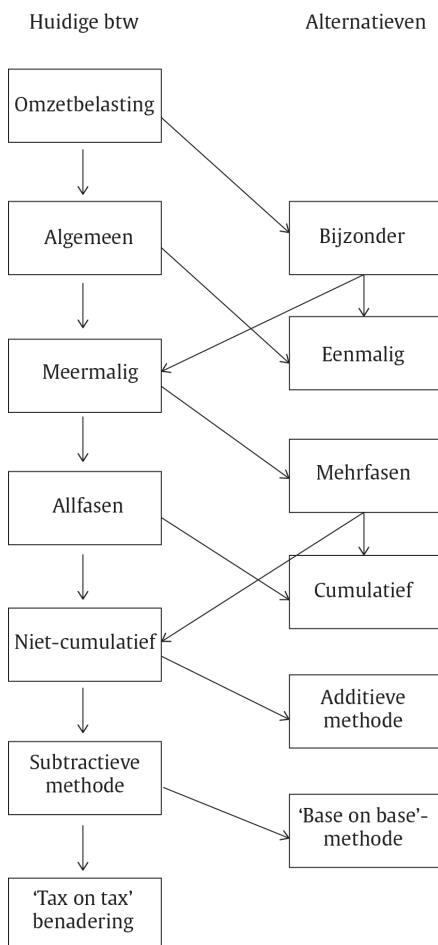 Huidige btw
Alternatieven
Omzetbelasting
Algemeen
Bijzonder
Meermalig
Eenmalig
Mehrfasen
Allfasen
Cumulatief
Niet-cumulatief
Additieve
methode
Subtractieve
methode
‘Base on base’-
methode
‘Tax on tax’
benadering